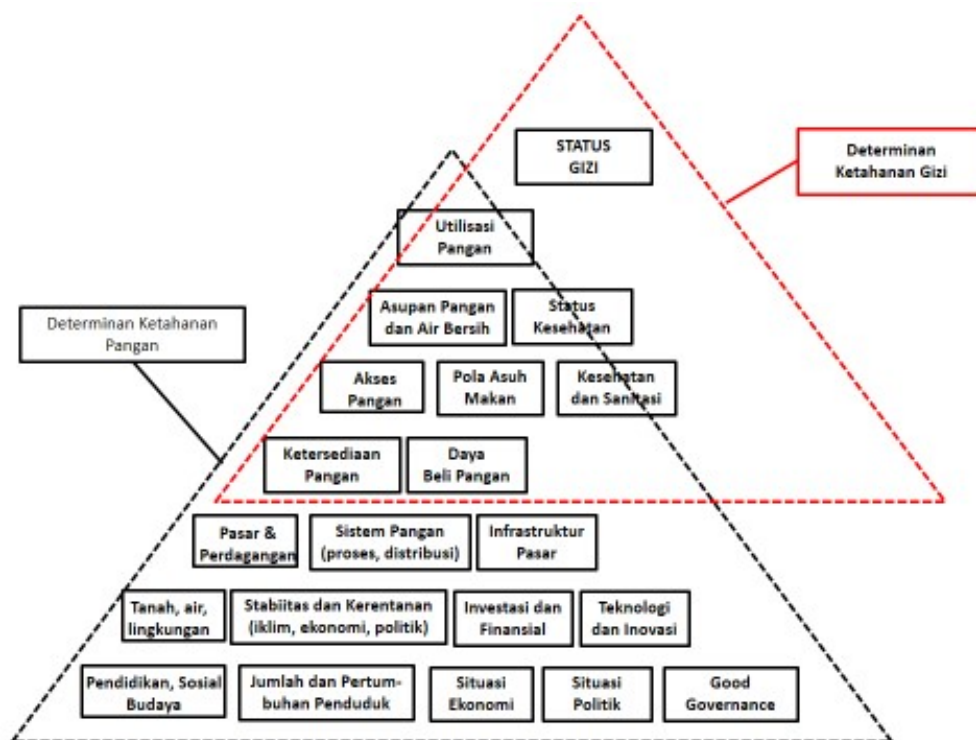 STATUS
GIZI
Determinan
Ketahanan Gizi
Utilisasi
Pangan
Asupan Pangan
dan Air Bersih
Status
Kesehatan
Determinan Ketahanan
Pangan
Akses
Pangan
Pola Asuh
Makan
Kesehatan
dan Sanitasi
Ketersediaan
Pangan
Daya
Beli Pangan
Pasar &
Perdagangan
Sistem Pangan
(proses, distribusi)
Infrastruktur
Pasar
Tanah, air,
lingkungan
Stabiitas dan Kerentanan
(iklim, ekonomi, politik)
Investasi dan
Finansial
Teknologi
dan Inovasi
Pendidikan, Sosial
Budaya
Jumlah dan Pertum-
buhan Penduduk
Situasi
Ekonomi
Situasi
Politik
Good
Governance